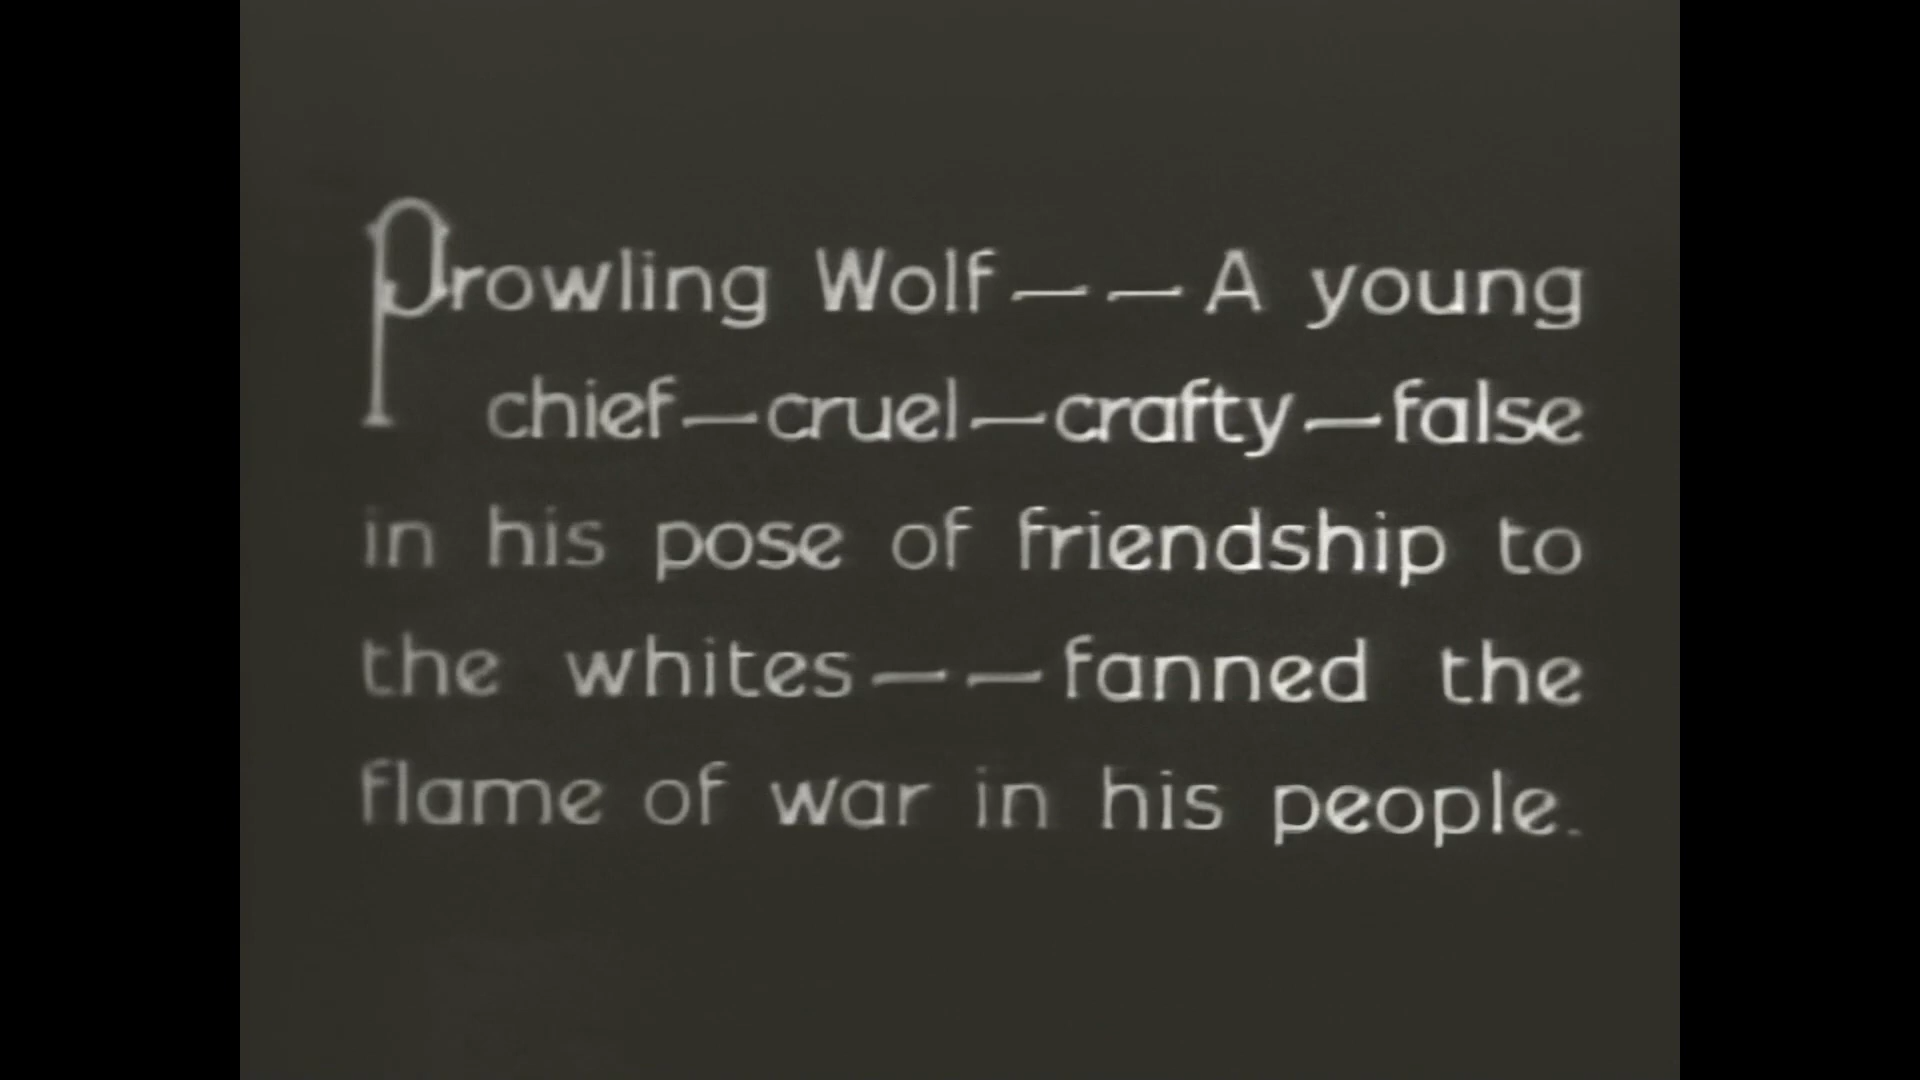 Prowling Wolf — — A young
chief—cruel—crafty—false
in his pose of friendship to
the whites — — fanned the
flame of war in his people.